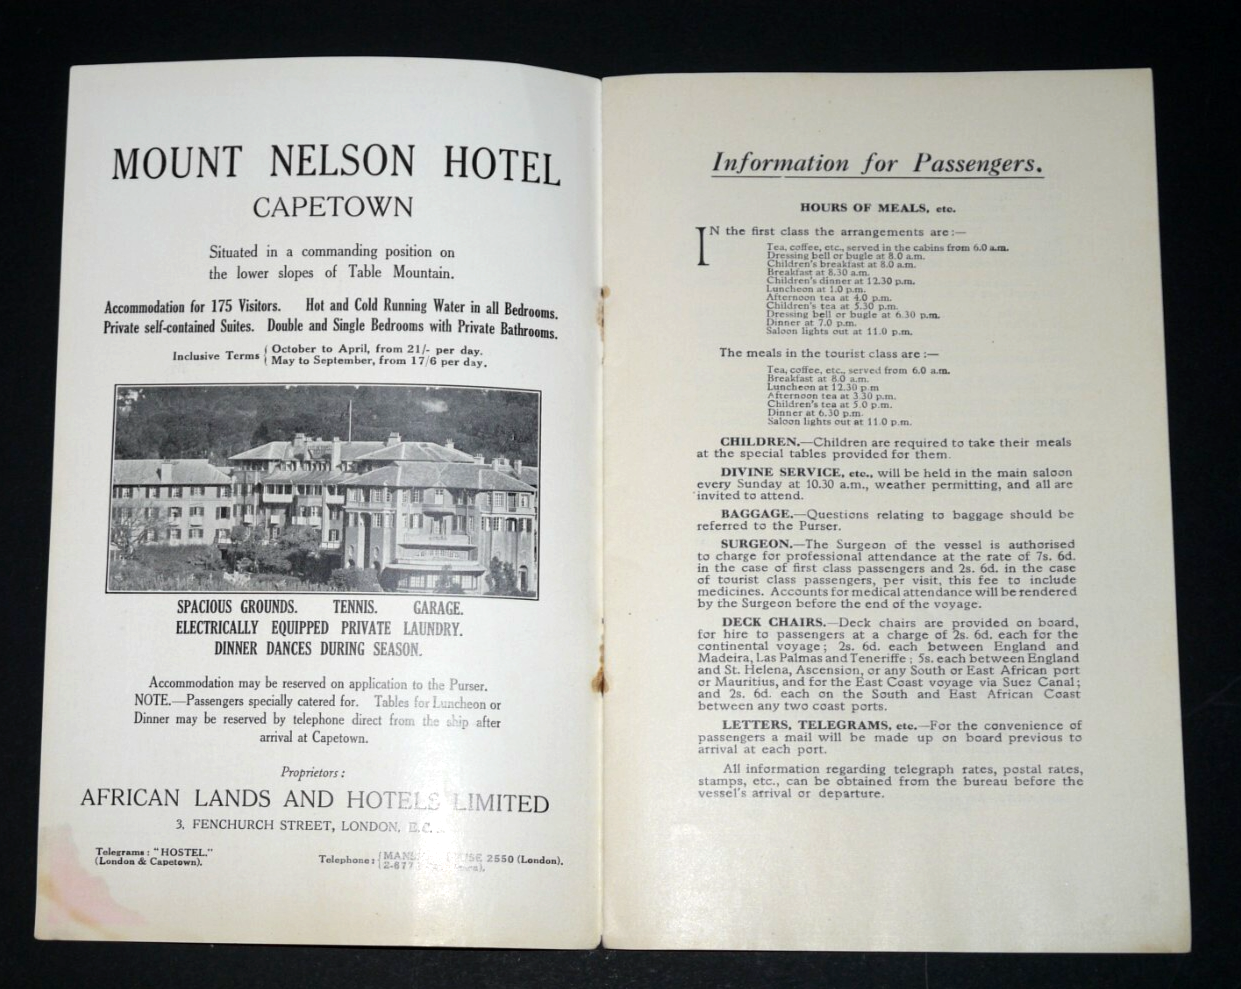 MOUNT NELSON HOTEL
CAPETOWN
Situated in a commanding position on
the lower slopes of Table Mountain.
Accommodation for 175 Visitors. Hot and Cold Running Water in all Bedrooms.
Private self-contained Suites. Double and Single Bedrooms with Private Bathrooms.
Inclusive Terms { October to April, from 21/- per day.
May to September, from 17/6 per day.
SPACIOUS GROUNDS. TENNIS. GARAGE.
ELECTRICALLY EQUIPPED PRIVATE LAUNDRY.
DINNER DANCES DURING SEASON.
Accommodation may be reserved on application to the Purser.
NOTE.—Passengers specially catered for. Tables for Luncheon or
Dinner may be reserved by telephone direct from the ship after
arrival at Capetown.
Proprietors :
AFRICAN LANDS AND HOTELS LIMITED
3, FENCHURCH STREET, LONDON, E.C.
Telegrams : "HOSTEL."
(London & Capetown).
Telephone : 2550 (London).
Information for Passengers.
HOURS OF MEALS, etc.
IN the first class the arrangements are :—
Tea, coffee, etc., served in the cabins from 6.0 a.m.
Dressing bell or bugle at 8.0 a.m.
Children's breakfast at 8.0 a.m.
Breakfast at 8.30 a.m.
Children's dinner at 12.30 p.m.
Luncheon at 1.0 p.m.
Afternoon tea at 4.0 p.m.
Children's tea at 5.30 p.m.
Dressing bell or bugle at 6.30 p.m.
Dinner at 7.0 p.m.
Saloon lights out at 11.0 p.m.
The meals in the tourist class are :—
Tea, coffee, etc., served from 6.0 a.m.
Breakfast at 8.0 a.m.
Luncheon at 12.30 p.m
Afternoon tea at 3.30 p.m.
Children's tea at 5.0 p.m.
Dinner at 6.30 p.m.
Saloon lights out at 11.0 p.m.
CHILDREN.—Children are required to take their meals
at the special tables provided for them.
DIVINE SERVICE, etc., will be held in the main saloon
every Sunday at 10.30 a.m., weather permitting, and all are
invited to attend.
BAGGAGE.—Questions relating to baggage should be
referred to the Purser.
SURGEON.—The Surgeon of the vessel is authorised
to charge for professional attendance at the rate of 7s. 6d.
in the case of first class passengers and 2s. 6d. in the case
of tourist class passengers, per visit, this fee to include
medicines. Accounts for medical attendance will be rendered
by the Surgeon before the end of the voyage.
DECK CHAIRS.—Deck chairs are provided on board,
for hire to passengers at a charge of 2s. 6d. each for the
continental voyage ; 2s. 6d. each between England and
Madeira, Las Palmas and Teneriffe ; 5s. each between England
and St. Helena, Ascension, or any South or East African port
or Mauritius, and for the East Coast voyage via Suez Canal ;
and 2s. 6d. each on the South and East African Coast
between any two coast ports.
LETTERS, TELEGRAMS, etc.—For the convenience of
passengers a mail will be made up on board previous to
arrival at each port.
All information regarding telegraph rates, postal rates,
stamps, etc., can be obtained from the bureau before the
vessel's arrival or departure.